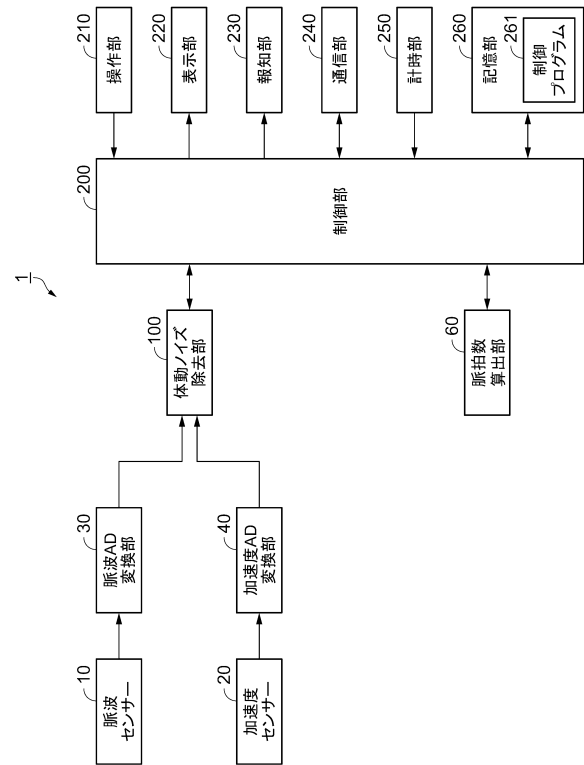 1
10
脈波
センサー
20
加速度
センサー
30
脈波AD
変換部
40
加速度AD
変換部
100
体動ノイズ
除去部
60
脈拍数
算出部
200
制御部
210
操作部
220
表示部
230
報知部
240
通信部
250
計時部
260
記憶部
261
制御
プログラム